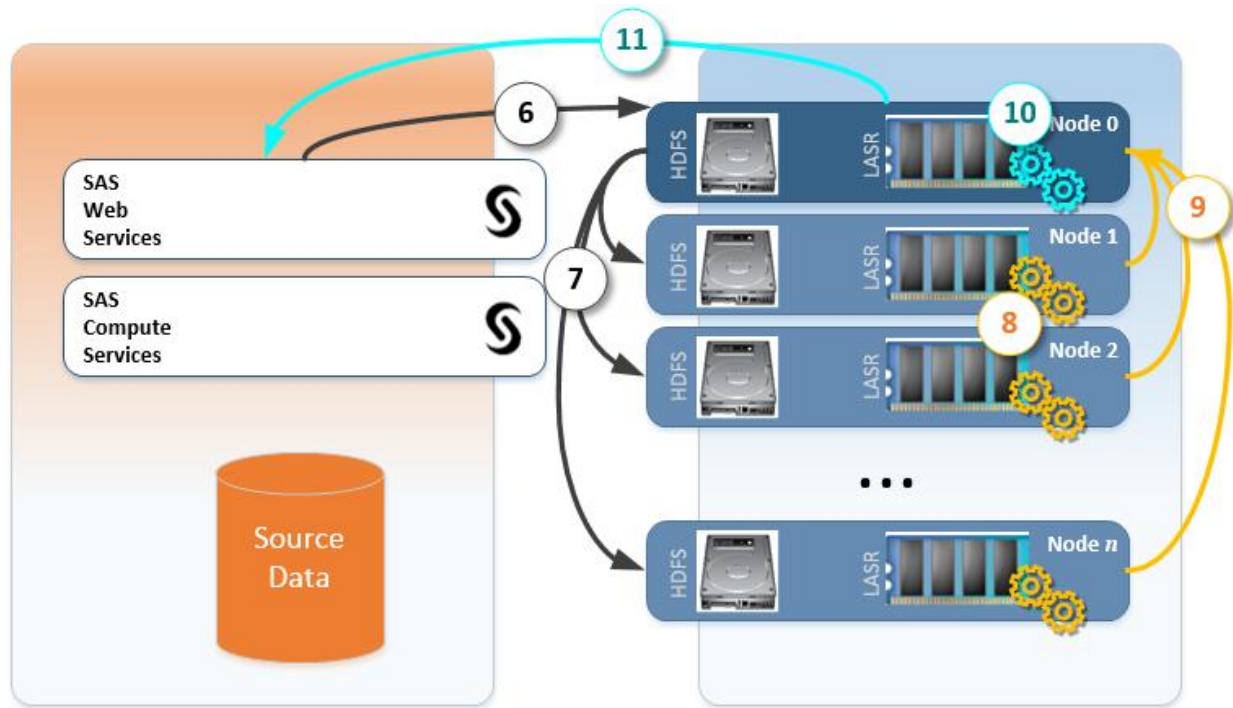 11
6
10
Node 0
HDFS
LASR
SAS
Web
Services
9
Node 1
HDFS
LASR
7
SAS
Compute
Services
8
Node 2
HDFS
LASR
...
Source
Data
Node n
HDFS
LASR